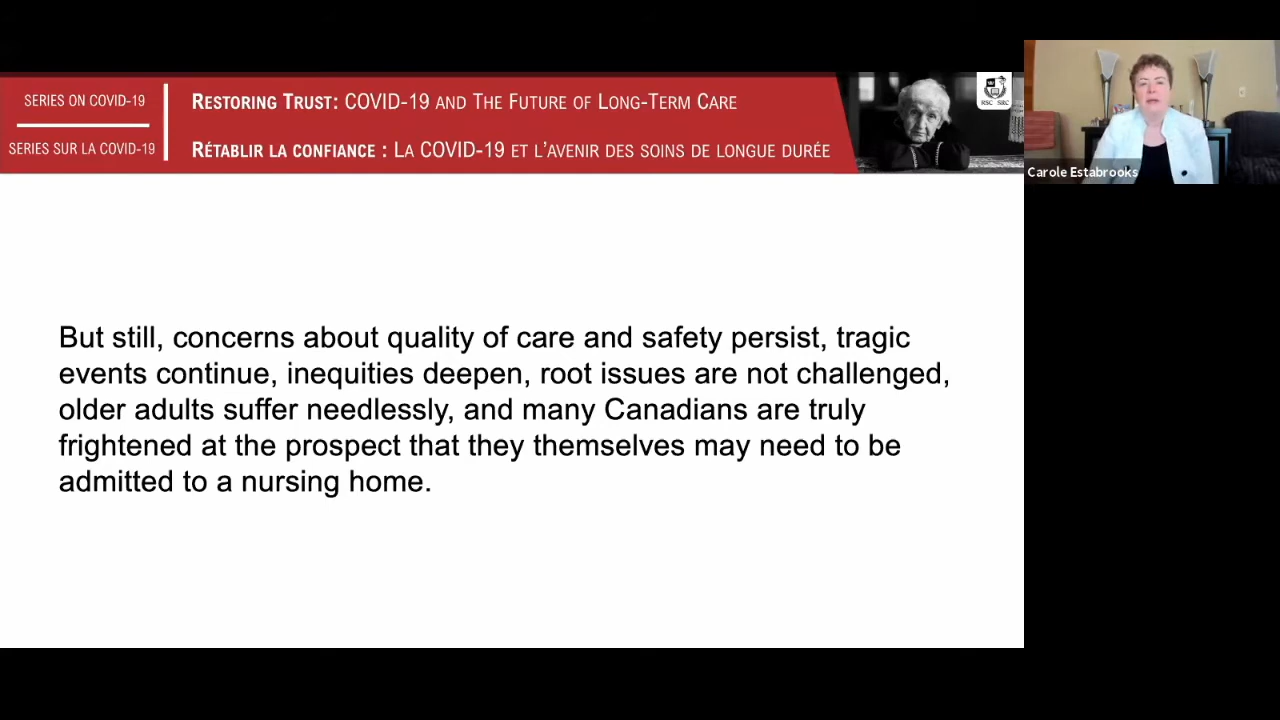 SERIES ON COVID-19
SERIES SUR LA COVID-19
RESTORING TRUST: COVID-19 AND THE FUTURE OF LONG-TERM CARE
RÉTABLIR LA CONFIANCE : LA COVID-19 ET L'AVENIR DES SOINS DE LONGUE DURÉE
RSC SRC
Carole Estabrooks
But still, concerns about quality of care and safety persist, tragic
events continue, inequities deepen, root issues are not challenged,
older adults suffer needlessly, and many Canadians are truly
frightened at the prospect that they themselves may need to be
admitted to a nursing home.